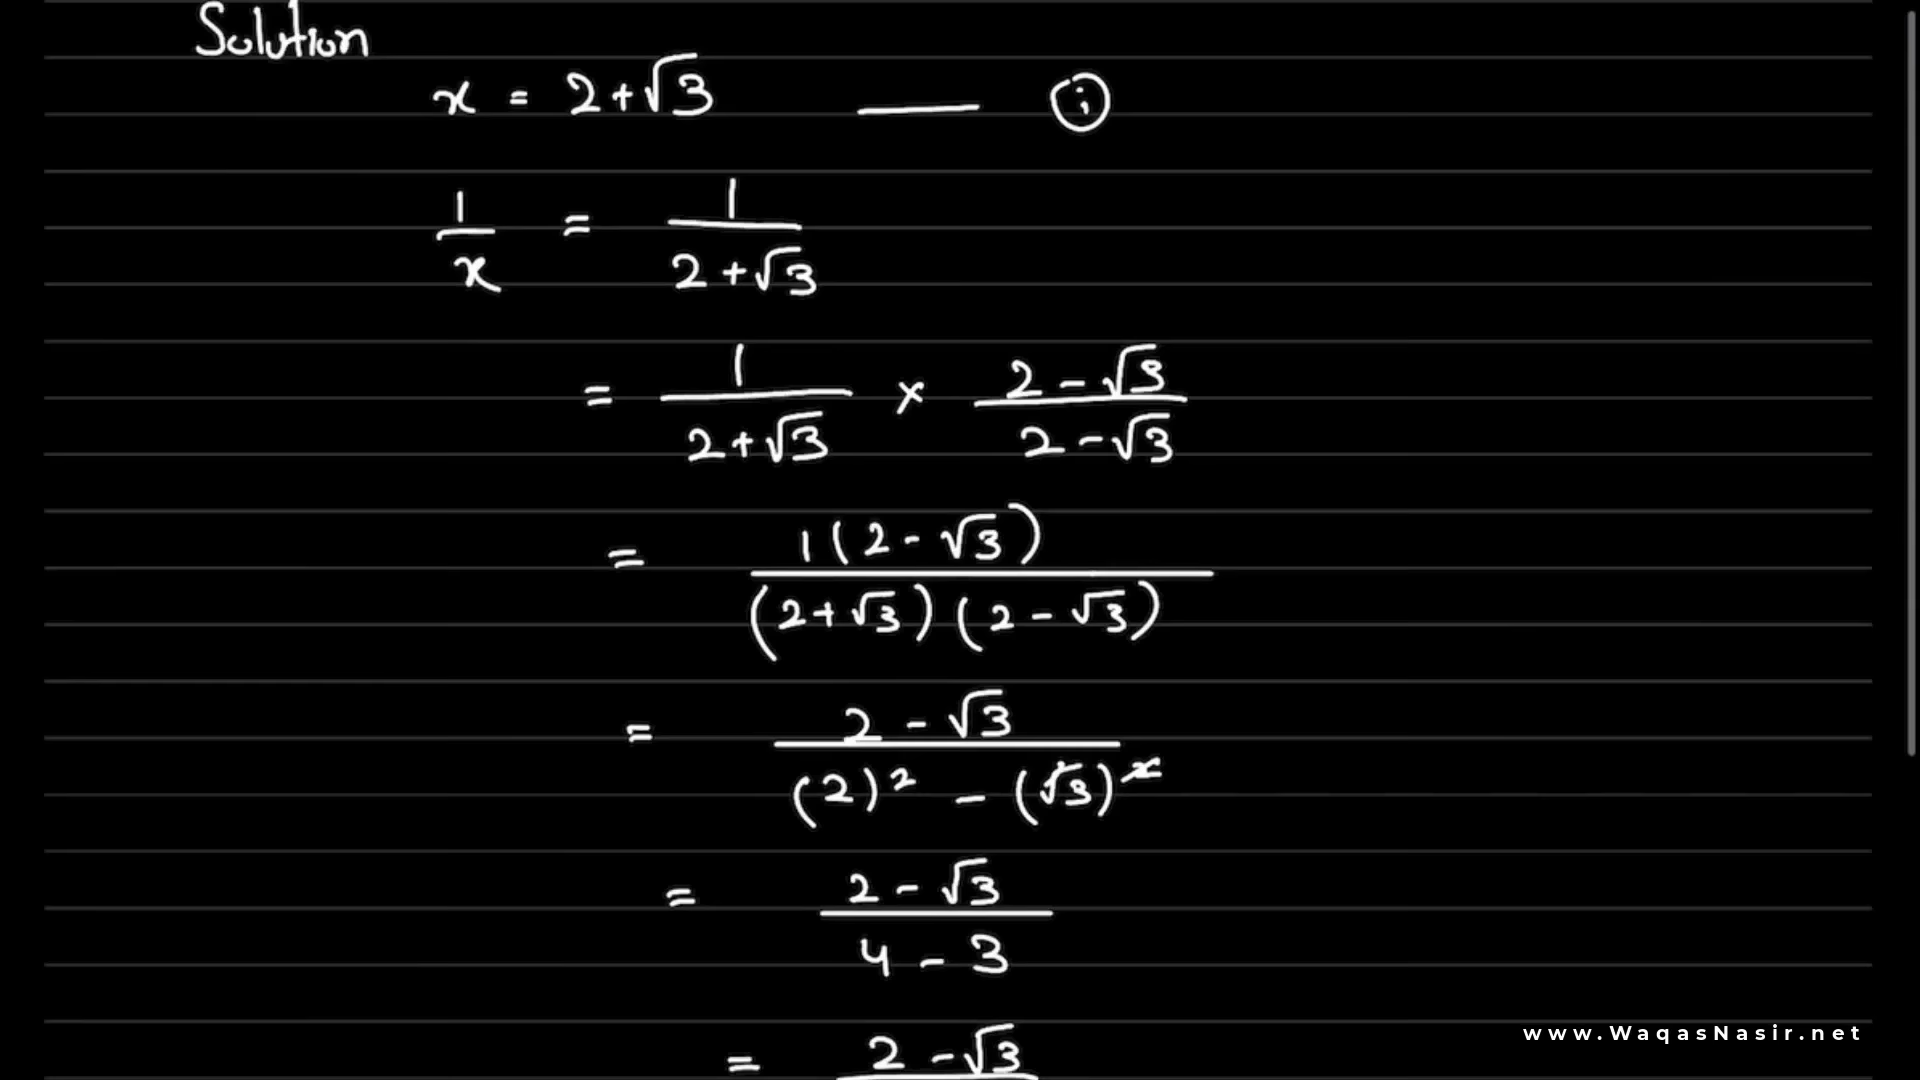 Solution
x = 2+√3 —— (i)
1/x = 1/(2+√3)
= 1/(2+√3) × (2-√3)/(2-√3)
= 1(2-√3)/((2+√3)(2-√3))
= (2-√3)/((2)² - (√3)²)
= (2-√3)/(4-3)
= 2-√3
www.WaqasNasir.net